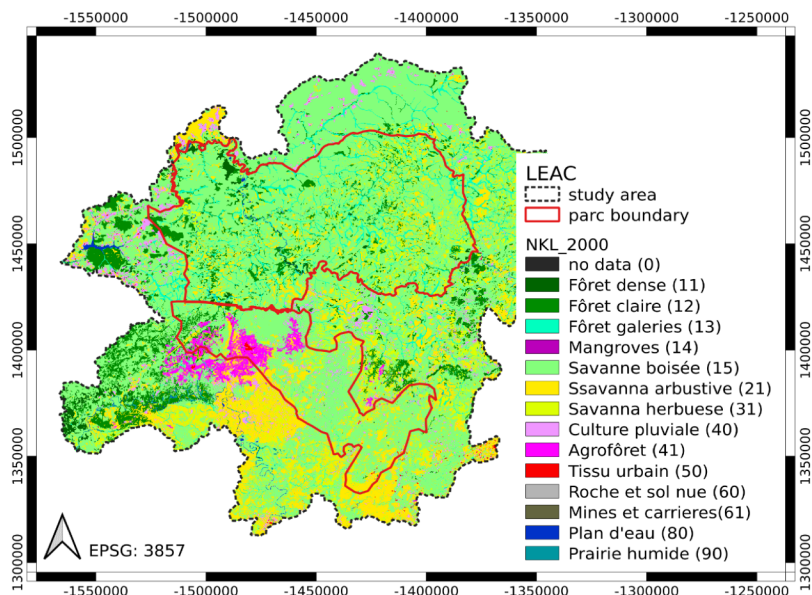 -1550000 -1500000 -1450000 -1400000 -1350000 -1300000 -1250000
1500000 1500000
1450000 1450000
1400000 1400000
1350000 1350000
1300000 1300000
LEAC
study area
parc boundary
NKL_2000
no data (0)
Fôret dense (11)
Fôret claire (12)
Fôret galeries (13)
Mangroves (14)
Savanne boisée (15)
Ssavanna arbustive (21)
Savanna herbuese (31)
Culture pluviale (40)
Agrofôret (41)
Tissu urbain (50)
Roche et sol nue (60)
Mines et carrieres(61)
Plan d'eau (80)
Prairie humide (90)
EPSG: 3857
-1550000 -1500000 -1450000 -1400000 -1350000 -1300000 -1250000